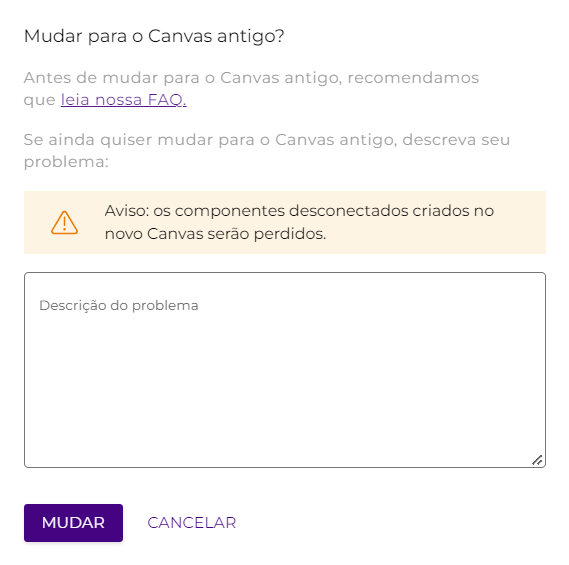 Mudar para o Canvas antigo?
Antes de mudar para o Canvas antigo, recomendamos
que leia nossa FAQ.
Se ainda quiser mudar para o Canvas antigo, descreva seu
problema:
Aviso: os componentes desconectados criados no
novo Canvas serão perdidos.
Descrição do problema
MUDAR CANCELAR